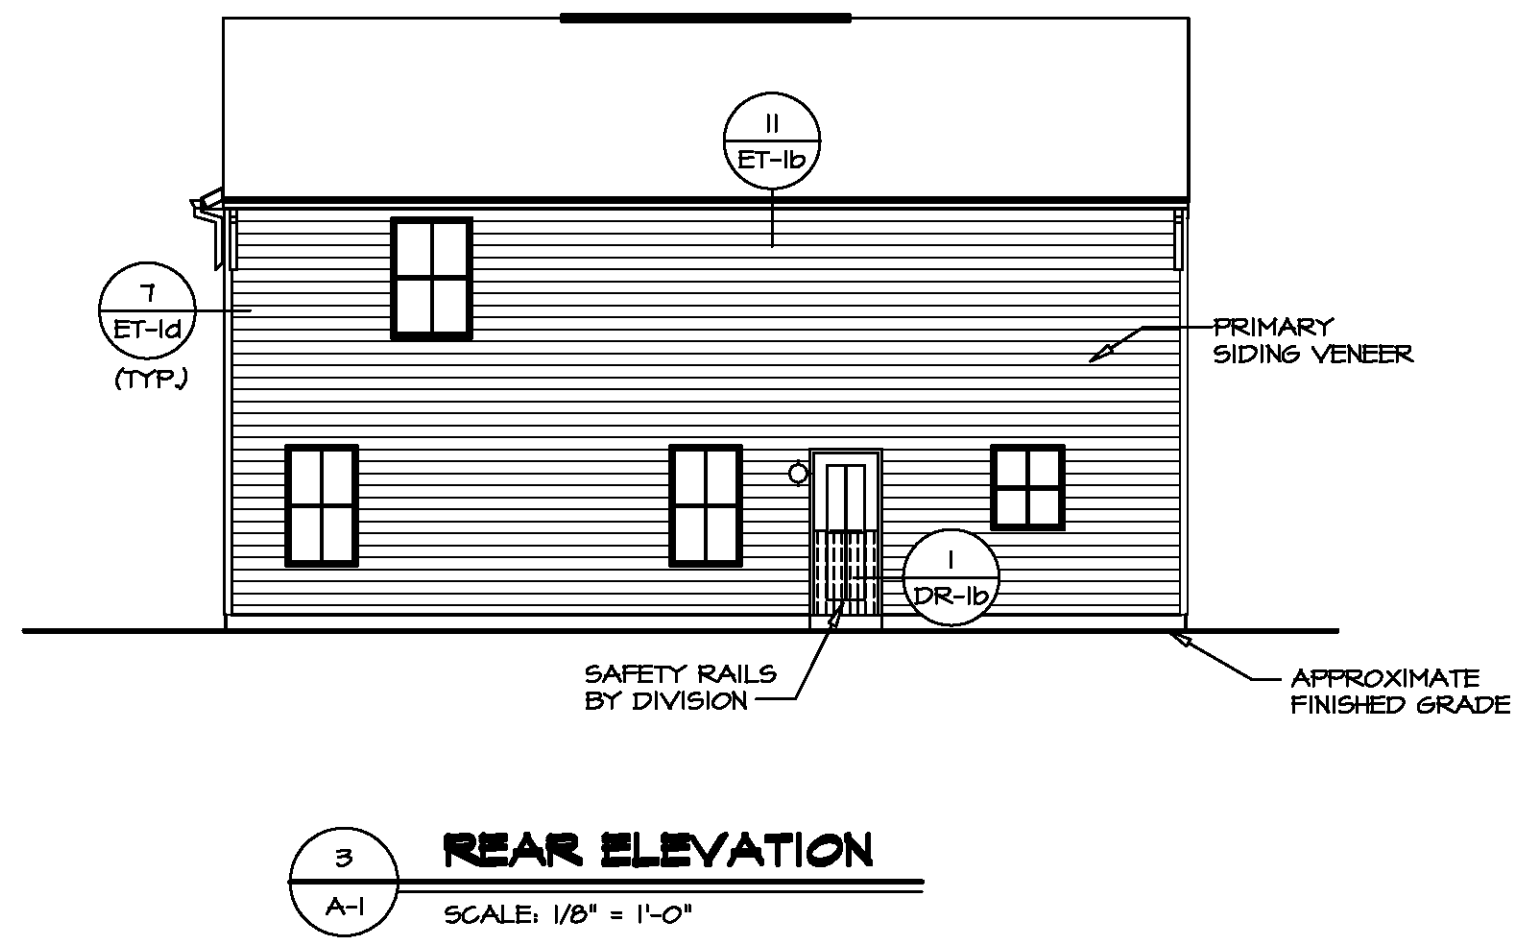 11
ET-1b
7
ET-1d
(TYP.)
PRIMARY
SIDING VENEER
1
DR-1b
SAFETY RAILS
BY DIVISION
APPROXIMATE
FINISHED GRADE
3
A-1
REAR ELEVATION
SCALE: 1/8" = 1'-0"